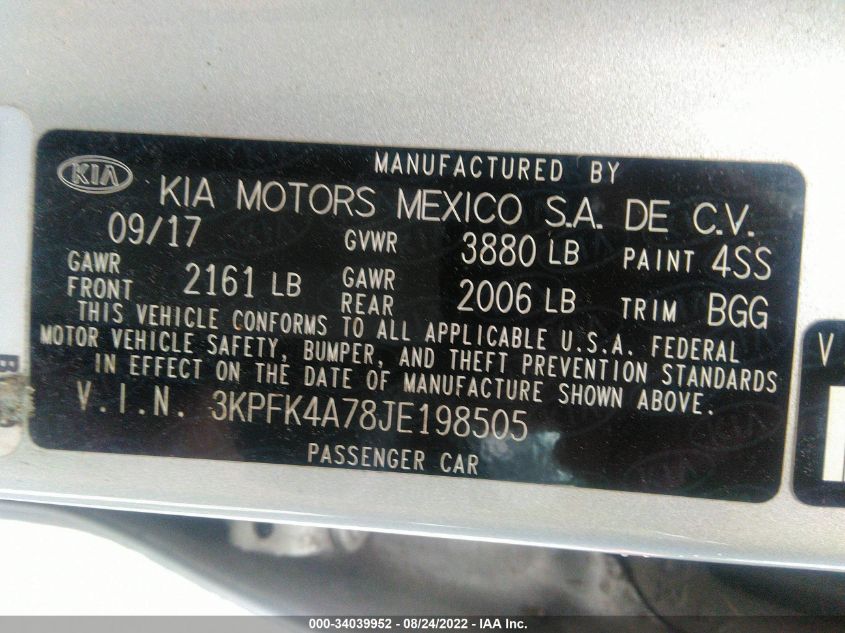 MANUFACTURED BY
KIA KIA MOTORS MEXICO S.A. DE C.V.
09/17 GVWR 3880 LB PAINT 4SS
GAWR FRONT 2161 LB GAWR REAR 2006 LB TRIM BGG
THIS VEHICLE CONFORMS TO ALL APPLICABLE U.S.A. FEDERAL
MOTOR VEHICLE SAFETY, BUMPER, AND THEFT PREVENTION STANDARDS
IN EFFECT ON THE DATE OF MANUFACTURE SHOWN ABOVE.
V.I.N. 3KPFK4A78JE198505
PASSENGER CAR
V
B
000-34039952 - 08/24/2022 - IAA Inc.